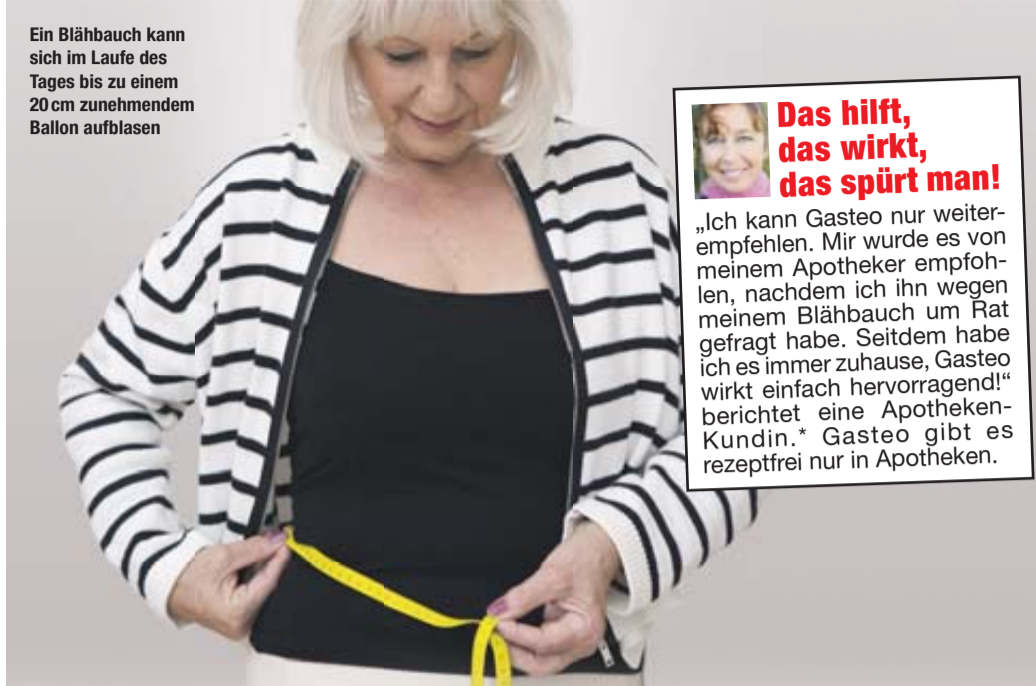 Ein Blähbauch kann
sich im Laufe des
Tages bis zu einem
20 cm zunehmendem
Ballon aufblasen
Das hilft,
das wirkt,
das spürt man!
„Ich kann Gasteo nur weiter-
empfehlen. Mir wurde es von
meinem Apotheker empfoh-
len, nachdem ich ihn wegen
meinem Blähbauch um Rat
gefragt habe. Seitdem habe
ich es immer zuhause, Gasteo
wirkt einfach hervorragend!“
berichtet eine Apotheken-
Kundin.* Gasteo gibt es
rezeptfrei nur in Apotheken.